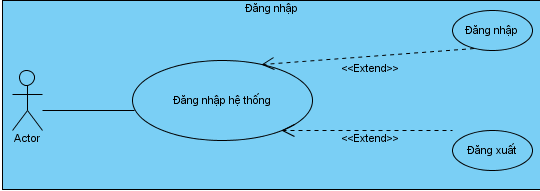 Đăng nhập
Đăng nhập
<<Extend>>
Đăng nhập hệ thống
Actor
<<Extend>>
Đăng xuất